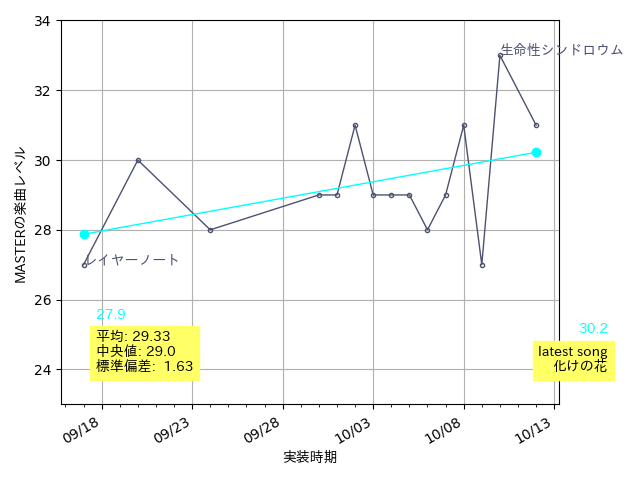 34
32
30
28
26
24
MASTERの楽曲レベル
生命性シンドロウム
レイヤーノート
27.9
平均: 29.33
中央値: 29.0
標準偏差: 1.63
30.2
latest song
化けの花
09/18
09/23
09/28
10/03
10/08
10/13
実装時期